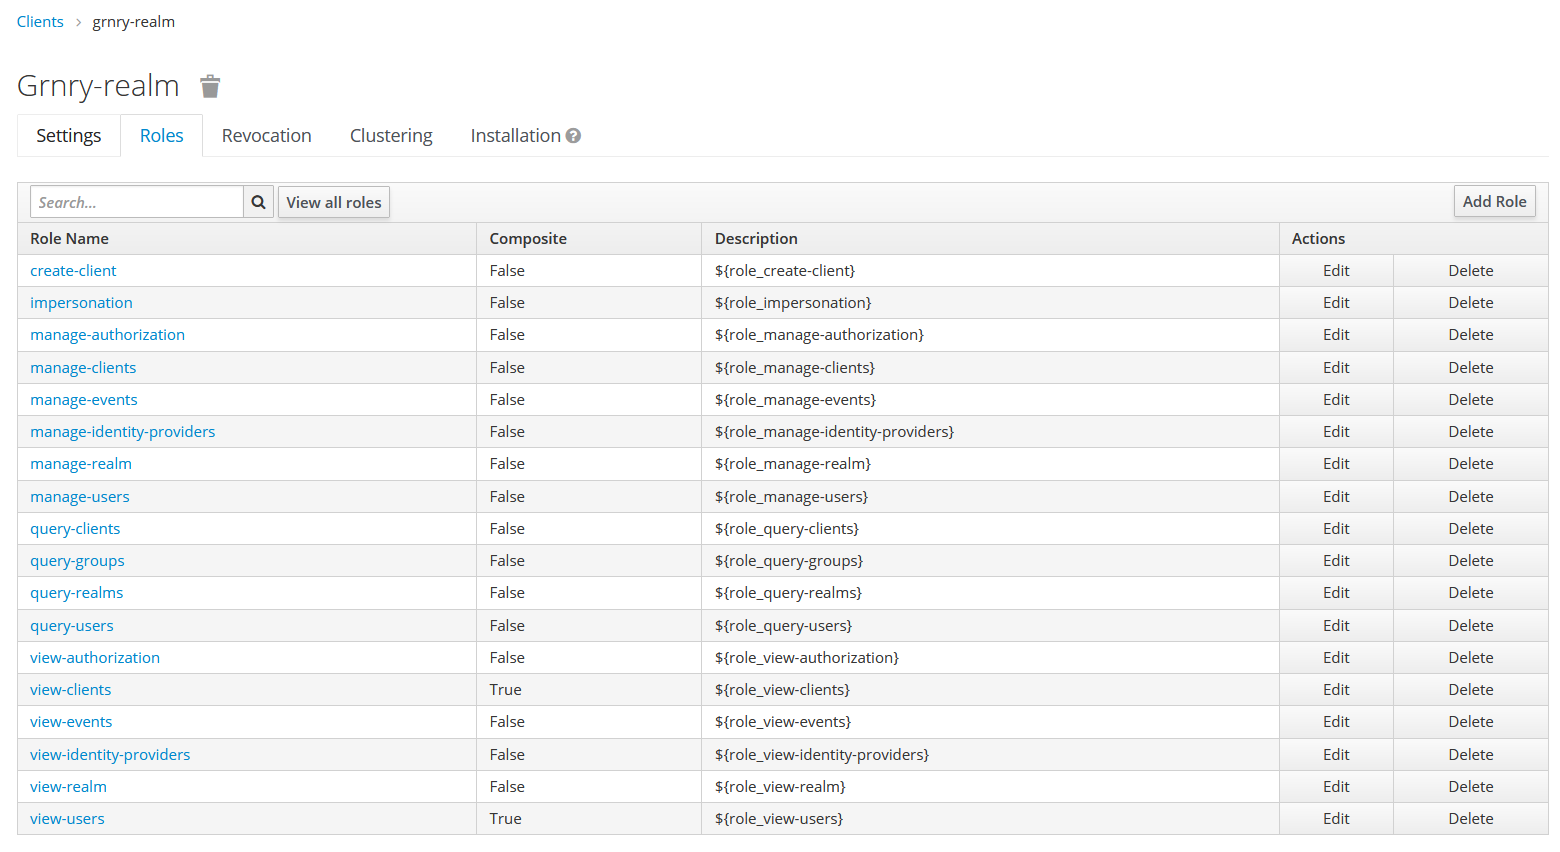 Clients › grnry-realm
Grnry-realm
Settings Roles Revocation Clustering Installation ?
Search... View all roles Add Role
Role Name Composite Description Actions
create-client False ${role_create-client} Edit Delete
impersonation False ${role_impersonation} Edit Delete
manage-authorization False ${role_manage-authorization} Edit Delete
manage-clients False ${role_manage-clients} Edit Delete
manage-events False ${role_manage-events} Edit Delete
manage-identity-providers False ${role_manage-identity-providers} Edit Delete
manage-realm False ${role_manage-realm} Edit Delete
manage-users False ${role_manage-users} Edit Delete
query-clients False ${role_query-clients} Edit Delete
query-groups False ${role_query-groups} Edit Delete
query-realms False ${role_query-realms} Edit Delete
query-users False ${role_query-users} Edit Delete
view-authorization False ${role_view-authorization} Edit Delete
view-clients True ${role_view-clients} Edit Delete
view-events False ${role_view-events} Edit Delete
view-identity-providers False ${role_view-identity-providers} Edit Delete
view-realm False ${role_view-realm} Edit Delete
view-users True ${role_view-users} Edit Delete